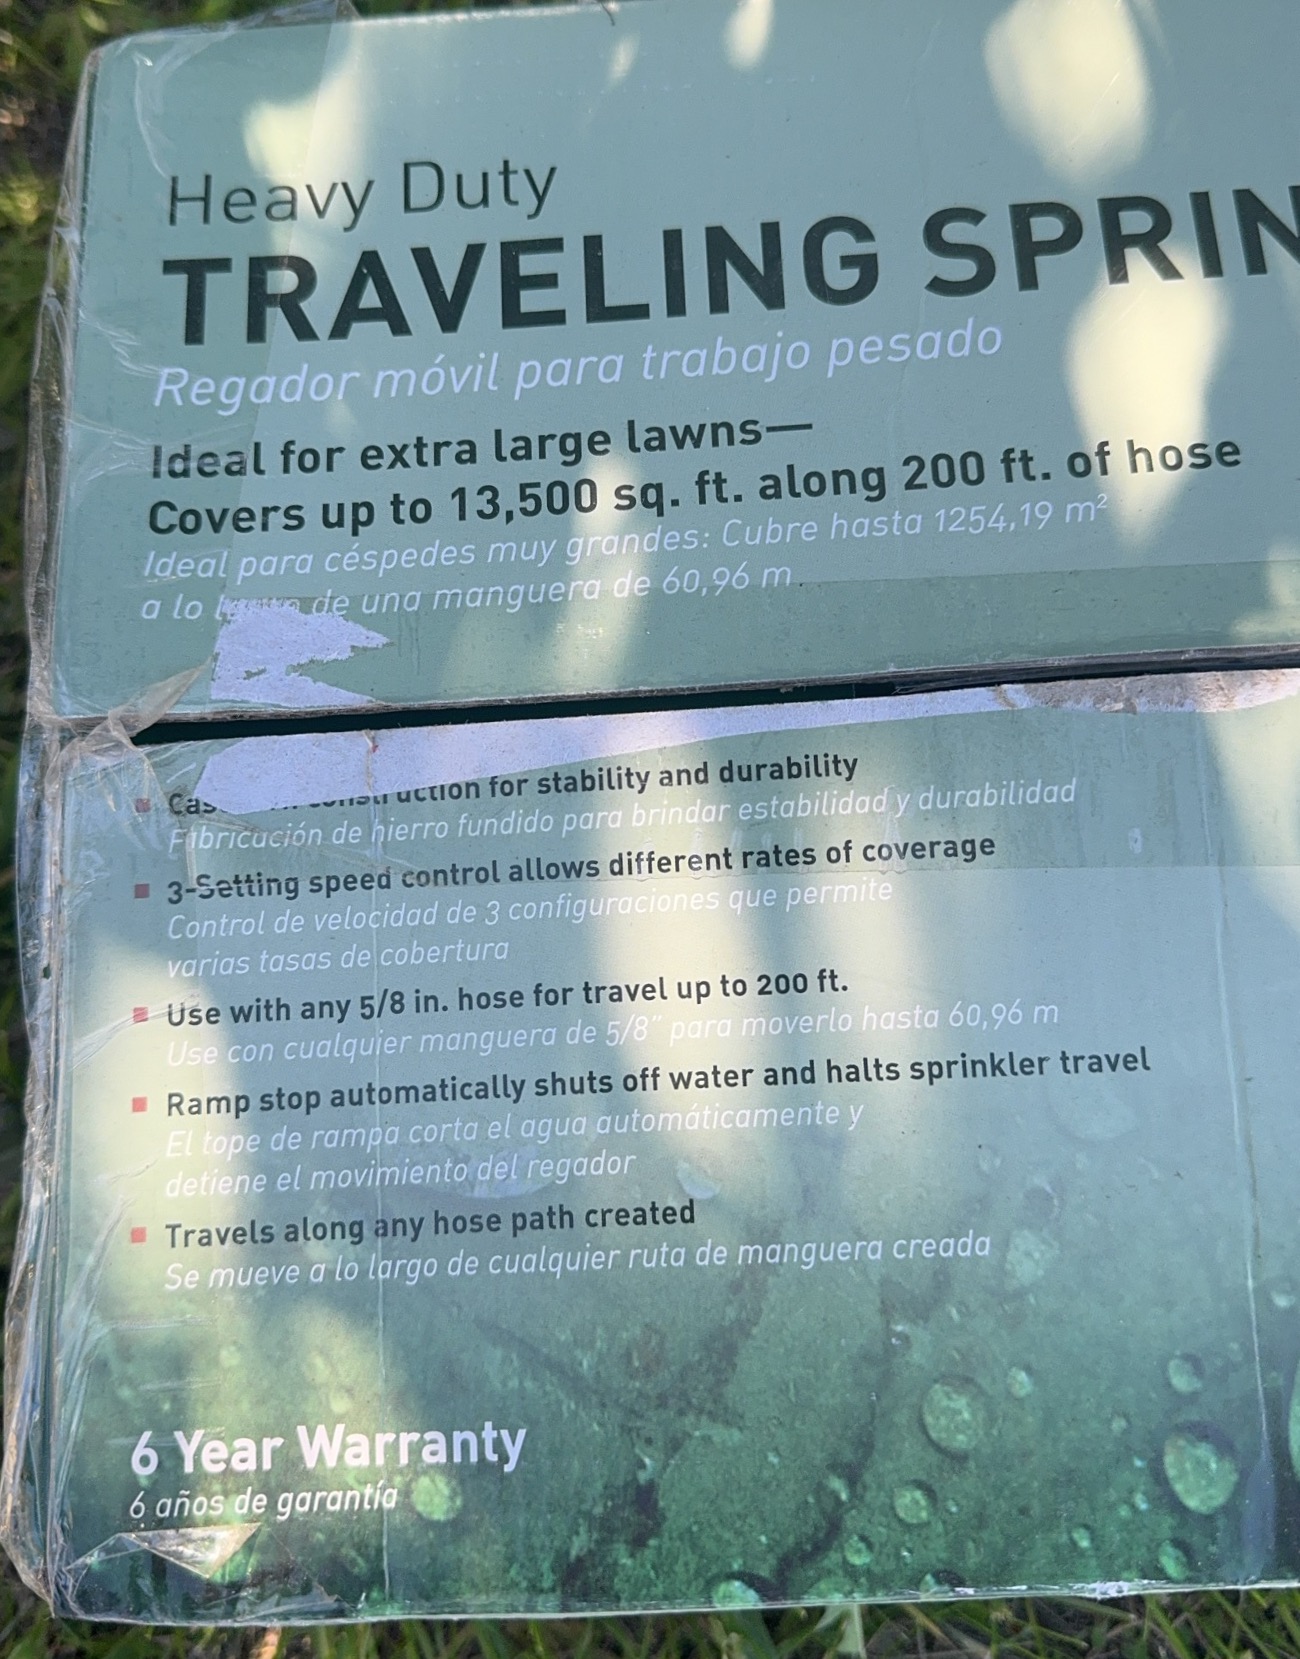 Heavy Duty
TRAVELING SPRIN
Regador móvil para trabajo pesado
Ideal for extra large lawns—
Covers up to 13,500 sq. ft. along 200 ft. of hose
Ideal para céspedes muy grandes: Cubre hasta 1254,19 m²
a lo de una manguera de 60,96 m
Cas for stability and durability
Fibricación de hierro fundido para brindar estabilidad y durabilidad
3-Setting speed control allows different rates of coverage
Control de velocidad de 3 configuraciones que permite
varias tasas de cobertura
Use with any 5/8 in. hose for travel up to 200 ft.
Use con cualquier manguera de 5/8" para moverlo hasta 60,96 m
Ramp stop automatically shuts off water and halts sprinkler travel
El tope de rampa corta el agua automáticamente y
detiene el movimiento del regador
Travels along any hose path created
Se mueve a lo largo de cualquier ruta de manguera creada
6 Year Warranty
6 años de garantía